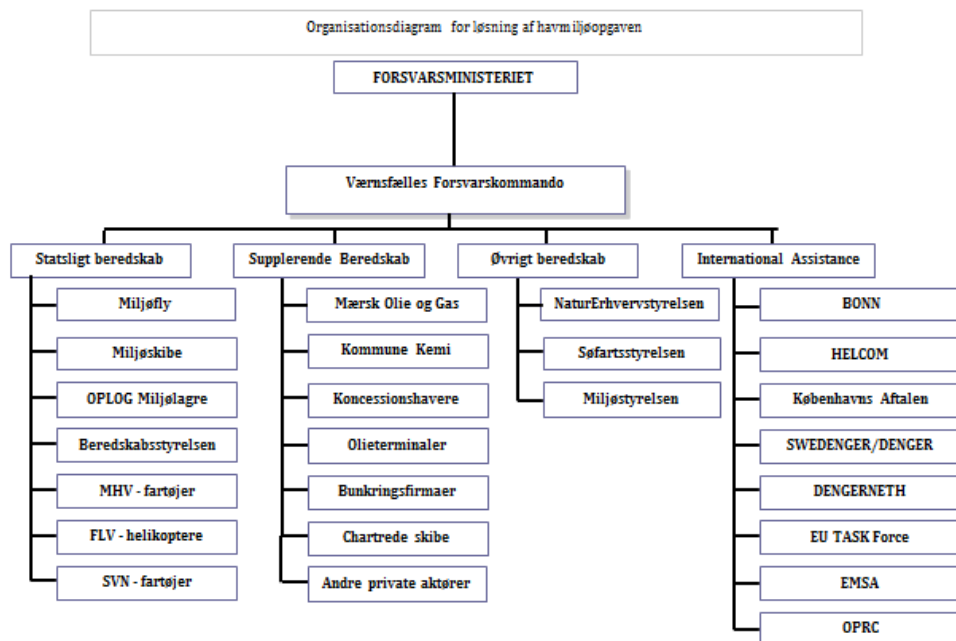 Organisationsdiagram for løsning af havmiljøopgaven
FORSVARSMINISTERIET
Værnsfælles Forsvarskommando
Statsligt beredskab
Miljøfly
Miljøskibe
OPLOG Miljølagre
Beredskabsstyrelsen
MHV - fartøjer
FLV - helikoptere
SVN - fartøjer
Supplerende Beredskab
Mærsk Olie og Gas
Kommune Kemi
Koncessionshavere
Olieterminaler
Bunkringsfirmaer
Chartrede skibe
Andre private aktører
Øvrigt beredskab
NaturErhvervstyrelsen
Søfartsstyrelsen
Miljøstyrelsen
International Assistance
BONN
HELCOM
Københavns Aftalen
SWEDENGER/DENGER
DENGERNETH
EU TASK Force
EMSA
OPRC